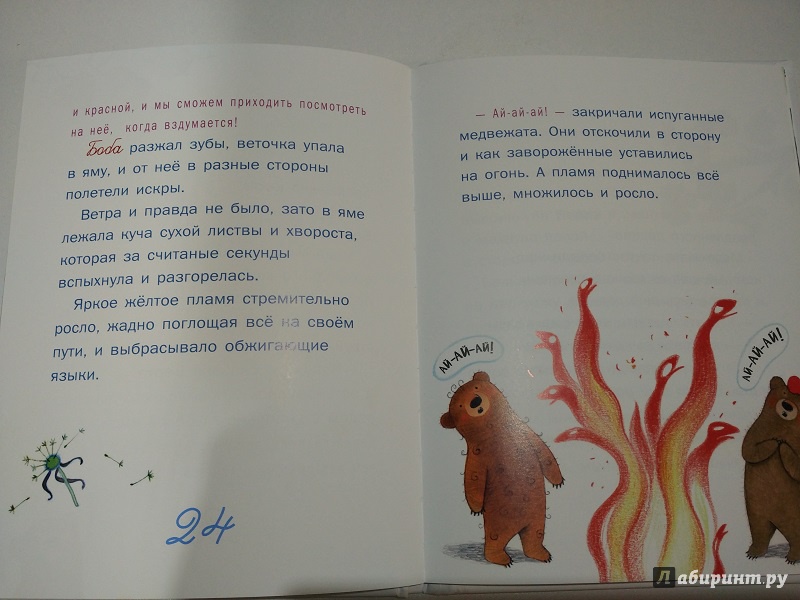 и красной, и мы сможем приходить посмотреть
на неё, когда вздумается!
Боба разжал зубы, веточка упала
в яму, и от неё в разные стороны
полетели искры.
Ветра и правда не было, зато в яме
лежала куча сухой листвы и хвороста,
которая за считаные секунды
вспыхнула и разгорелась.
Яркое жёлтое пламя стремительно
росло, жадно поглощая всё на своём
пути, и выбрасывало обжигающие
языки.
24
— Ай-ай-ай! — закричали испуганные
медвежата. Они отскочили в сторону
и как заворожённые уставились
на огонь. А пламя поднималось всё
выше, множилось и росло.
АЙ-АЙ-АЙ!
АЙ-АЙ-АЙ!
Лабиринт.ру